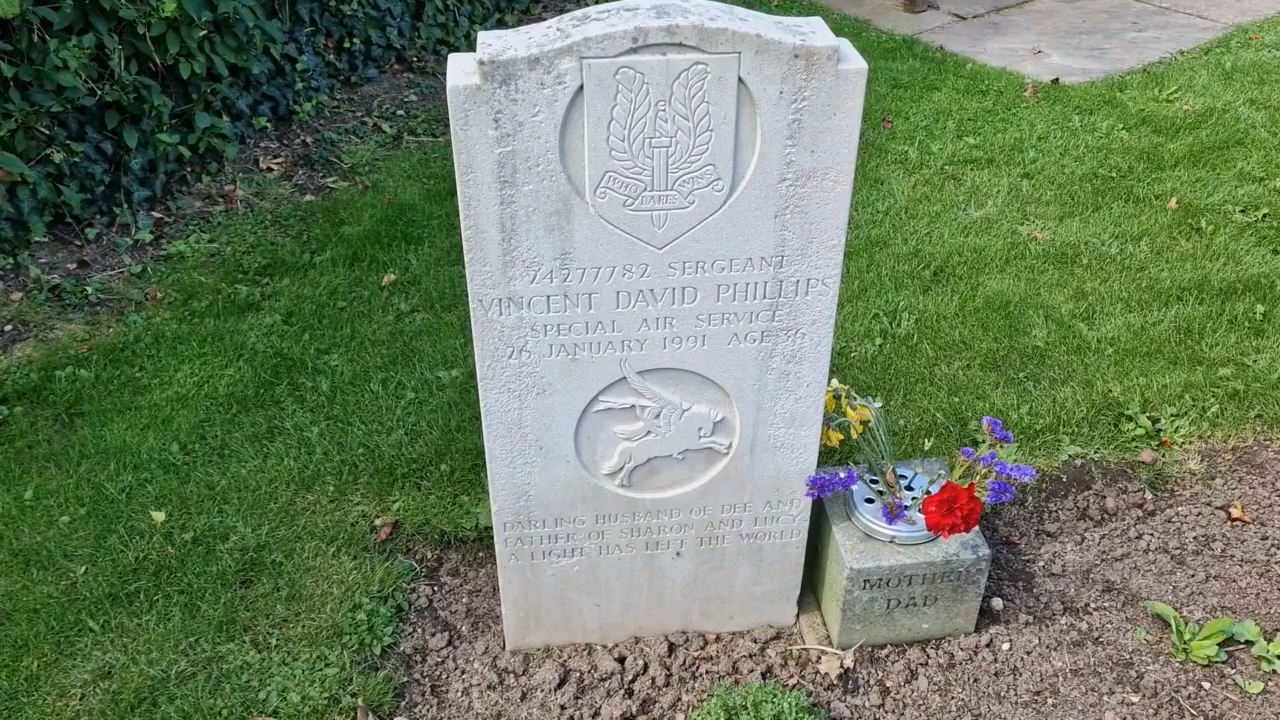 WHO DARES WINS
24277782 SERGEANT
VINCENT DAVID PHILLIPS
SPECIAL AIR SERVICE
26 JANUARY 1991 AGE 36
DARLING HUSBAND OF DEE AND
FATHER OF SHARON AND LUCY
A LIGHT HAS LEFT THE WORLD
MOTHER
DAD